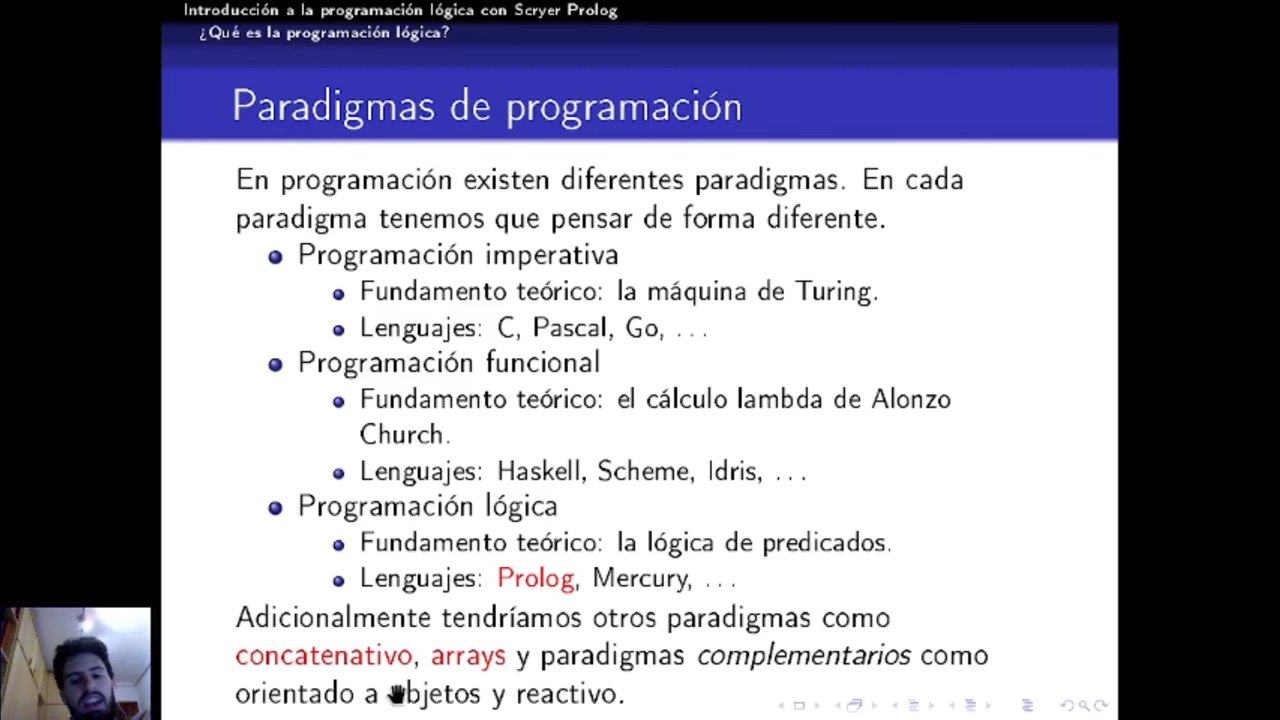 Introducción a la programación lógica con Scryer Prolog
¿Qué es la programación lógica?
Paradigmas de programación
En programación existen diferentes paradigmas. En cada
paradigma tenemos que pensar de forma diferente.
Programación imperativa
Fundamento teórico: la máquina de Turing.
Lenguajes: C, Pascal, Go, ...
Programación funcional
Fundamento teórico: el cálculo lambda de Alonzo
Church.
Lenguajes: Haskell, Scheme, Idris, ...
Programación lógica
Fundamento teórico: la lógica de predicados.
Lenguajes: Prolog, Mercury, ...
Adicionalmente tendríamos otros paradigmas como
concatenativo, arrays y paradigmas complementarios como
orientado a objetos y reactivo.